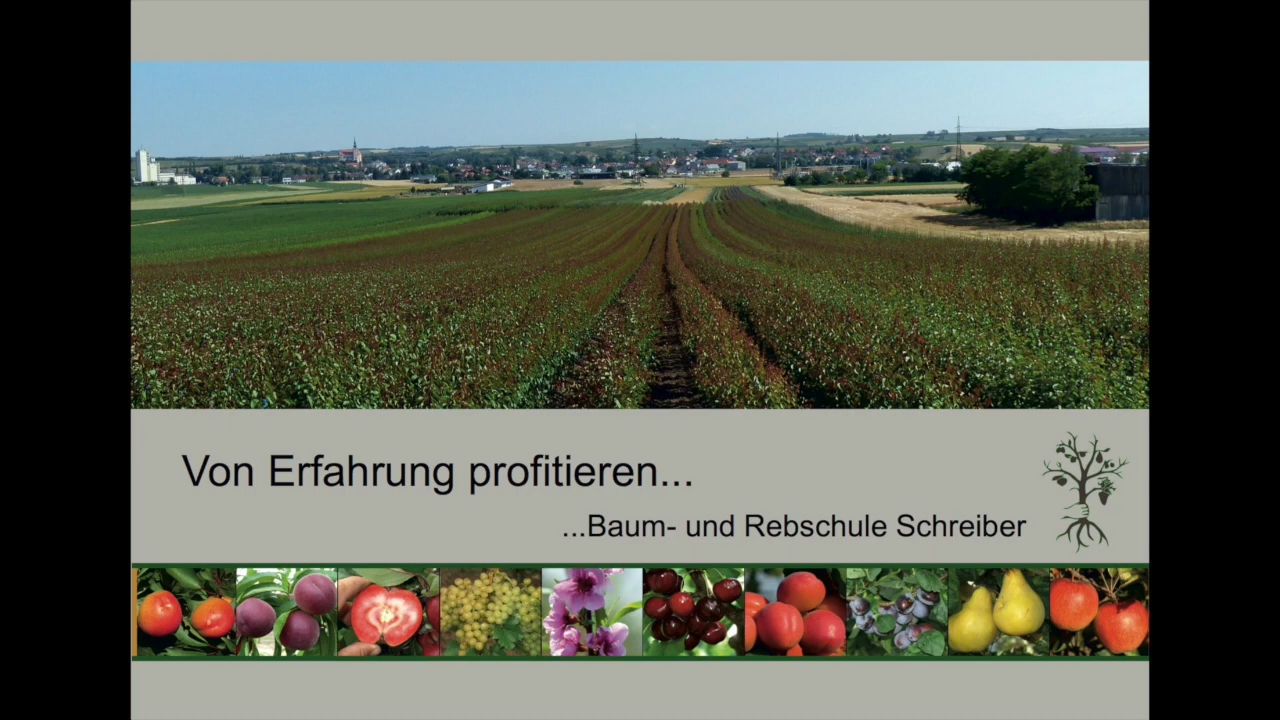 Von Erfahrung profitieren...
...Baum- und Rebschule Schreiber